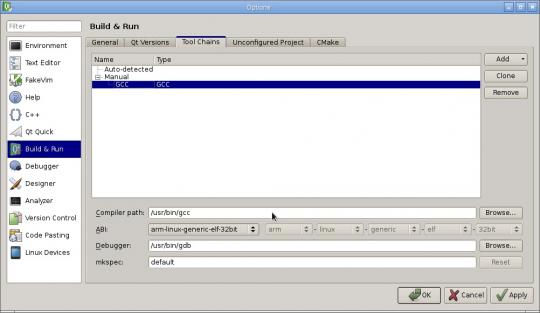 Options
Filter
Build & Run
Environment
Text Editor
FakeVim
Help
C++
Qt Quick
Build & Run
Debugger
Designer
Analyzer
Version Control
Code Pasting
Linux Devices
General Qt Versions Tool Chains Unconfigured Project CMake
Name Type
Auto-detected
Manual
GCC GCC
Add
Clone
Remove
Compiler path: /usr/bin/gcc Browse...
ABI: arm-linux-generic-elf-32bit arm - linux - generic - elf - 32bit
Debugger: /usr/bin/gdb Browse...
mkspec: default Reset
OK Cancel Apply